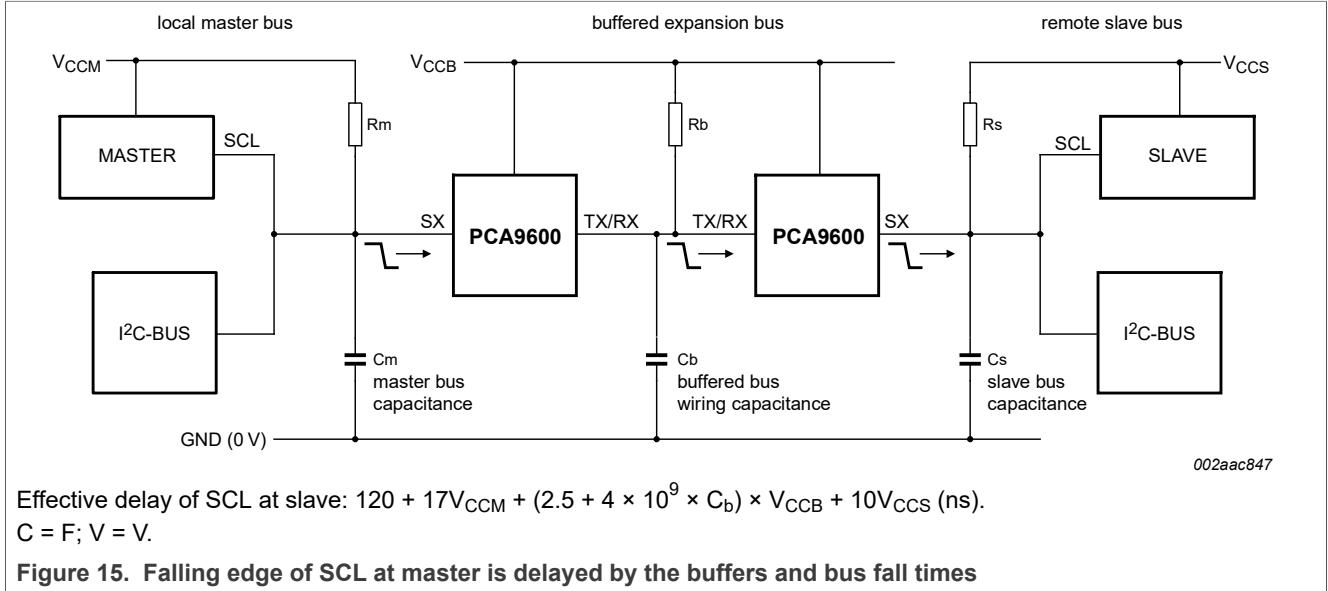 local master bus
buffered expansion bus
remote slave bus
VCCM
VCCB
VCCS
Rm
Rb
Rs
MASTER
SCL
SCL
SLAVE
SX
PCA9600
TX/RX
TX/RX
PCA9600
SX
I2C-BUS
I2C-BUS
Cm
master bus
capacitance
Cb
buffered bus
wiring capacitance
Cs
slave bus
capacitance
GND (0 V)
002aac847
Effective delay of SCL at slave: 120 + 17VCCM + (2.5 + 4 × 10⁹ × Cb) × VCCB + 10VCCS (ns).
C = F; V = V.
Figure 15. Falling edge of SCL at master is delayed by the buffers and bus fall times